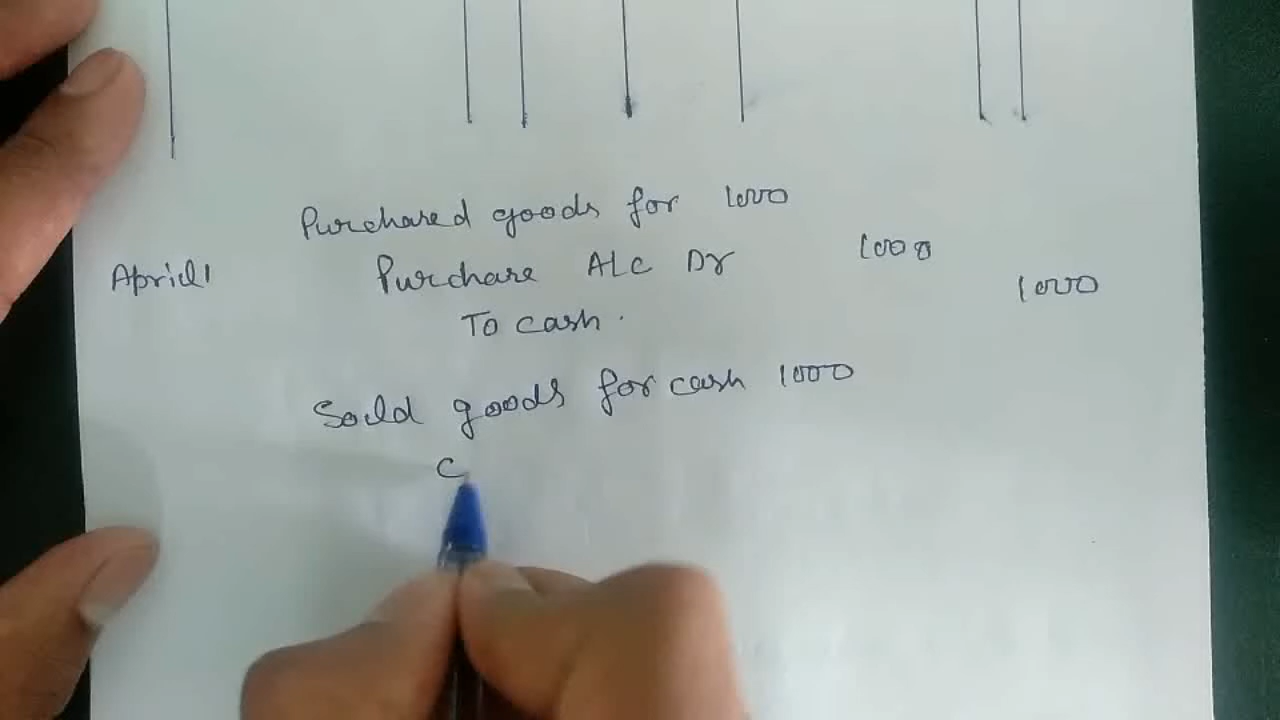 Purchased goods for 1000
April 1 Purchase A/c Dr 1000
To cash. 1000
Sold goods for cash 1000
C